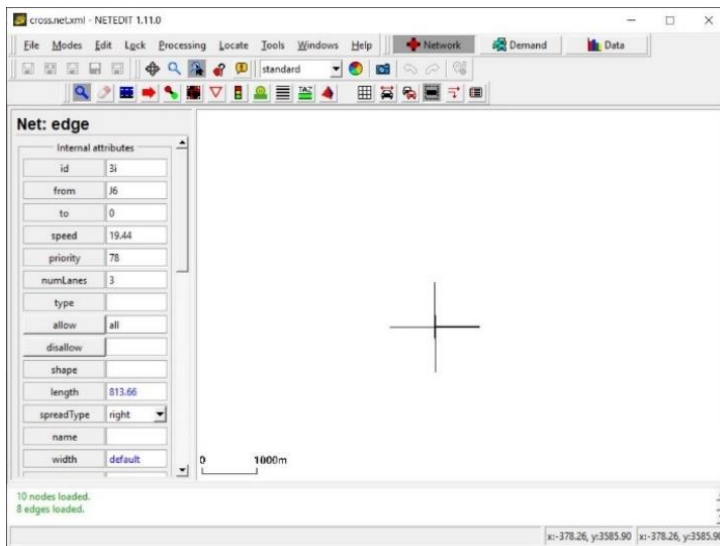 cross.net.xml - NETEDIT 1.11.0
File Modes Edit Lock Processing Locate Tools Windows Help Network Demand Data
standard
TAZ
Net: edge
Internal attributes
id 3i
from J6
to 0
speed 19.44
priority 78
numLanes 3
type
allow all
disallow
shape
length 813.66
spreadType right
name
width default
0 1000m
10 nodes loaded.
8 edges loaded.
x:-378.26, y:3585.90 x:-378.26, y:3585.90